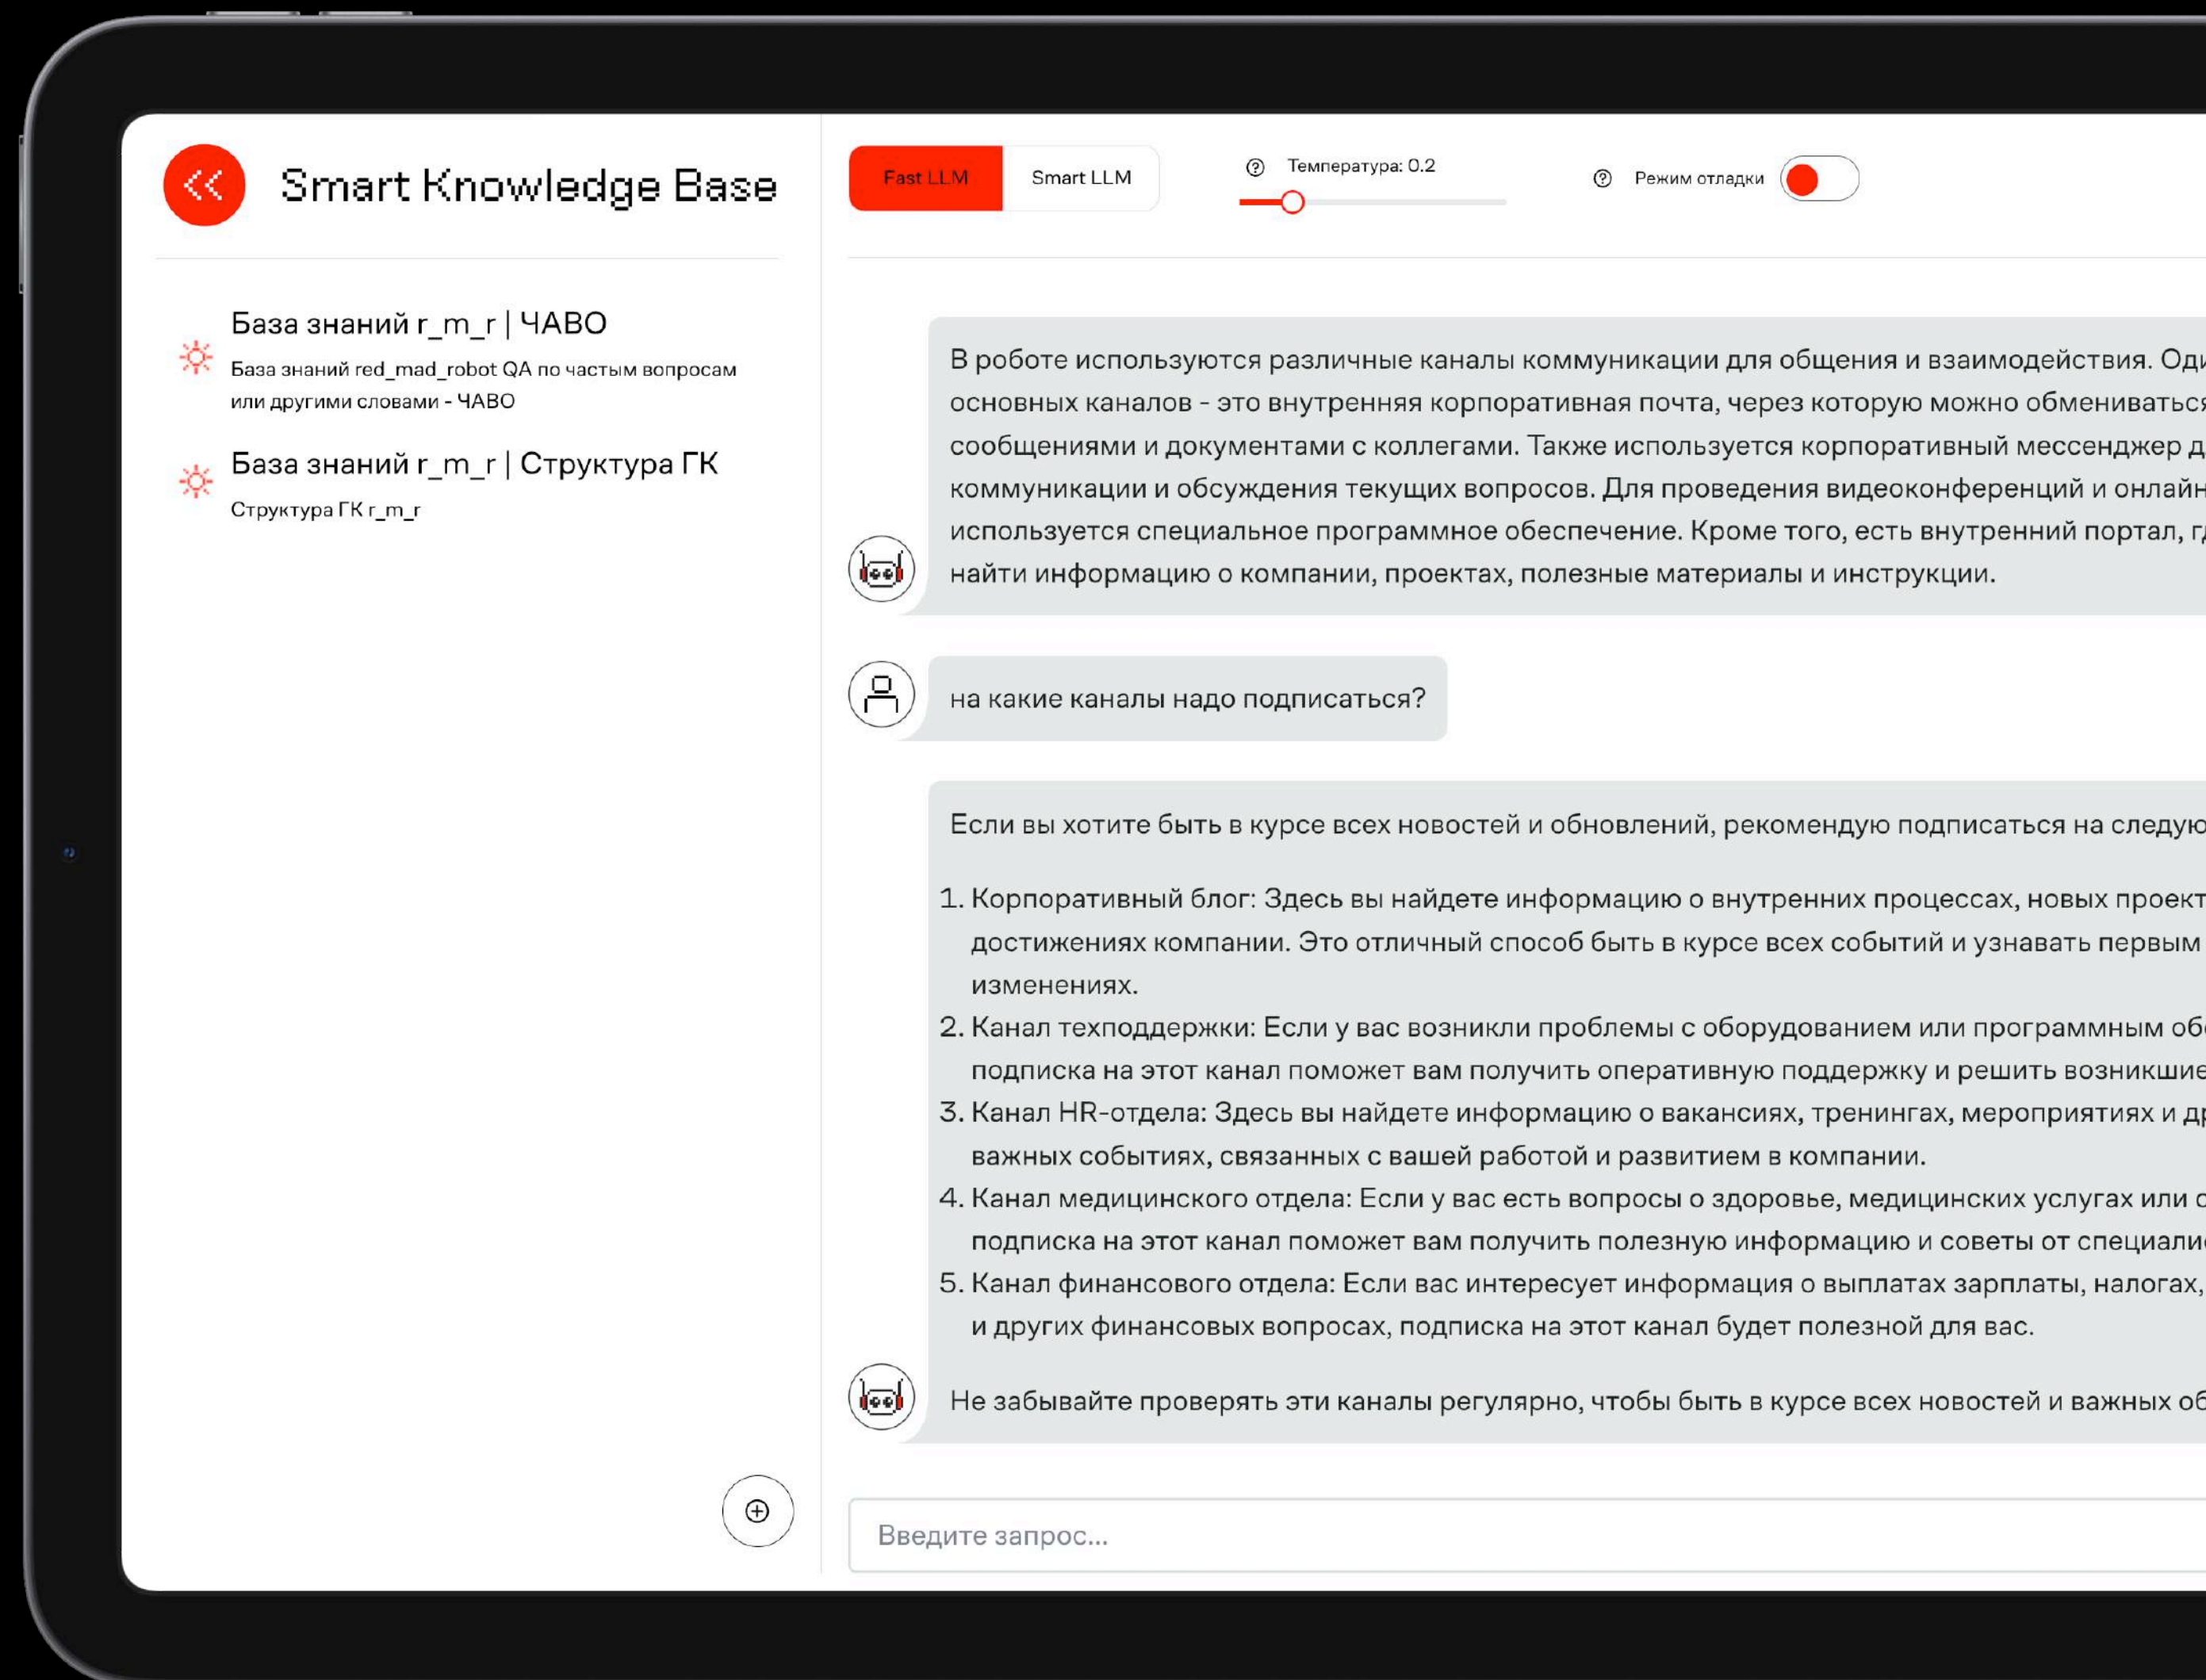 Smart Knowledge Base
База знаний r_m_r | ЧАВО
База знаний red_mad_robot QA по частым вопросам
или другими словами - ЧАВО
База знаний r_m_r | Структура ГК
Структура ГК r_m_r
Fast LLM
Smart LLM
Температура: 0.2
Режим отладки
В роботе используются различные каналы коммуникации для общения и взаимодействия.
основных каналов - это внутренняя корпоративная почта, через которую можно обмениваться
сообщениями и документами с коллегами. Также используется корпоративный мессенджер
коммуникации и обсуждения текущих вопросов. Для проведения видеоконференций и
используется специальное программное обеспечение. Кроме того, есть внутренний портал,
найти информацию о компании, проектах, полезные материалы и инструкции.
на какие каналы надо подписаться?
Если вы хотите быть в курсе всех новостей и обновлений, рекомендую подписаться на
1. Корпоративный блог: Здесь вы найдете информацию о внутренних процессах, новых
достижениях компании. Это отличный способ быть в курсе всех событий и узнавать первым
изменениях.
2. Канал техподдержки: Если у вас возникли проблемы с оборудованием или программным
подписка на этот канал поможет вам получить оперативную поддержку и решить возникшие
3. Канал HR-отдела: Здесь вы найдете информацию о вакансиях, тренингах, мероприятиях и
важных событиях, связанных с вашей работой и развитием в компании.
4. Канал медицинского отдела: Если у вас есть вопросы о здоровье, медицинских услугах или
подписка на этот канал поможет вам получить полезную информацию и советы от
5. Канал финансового отдела: Если вас интересует информация о выплатах зарплаты, налогах,
и других финансовых вопросах, подписка на этот канал будет полезной для вас.
Не забывайте проверять эти каналы регулярно, чтобы быть в курсе всех новостей и важных
Введите запрос...